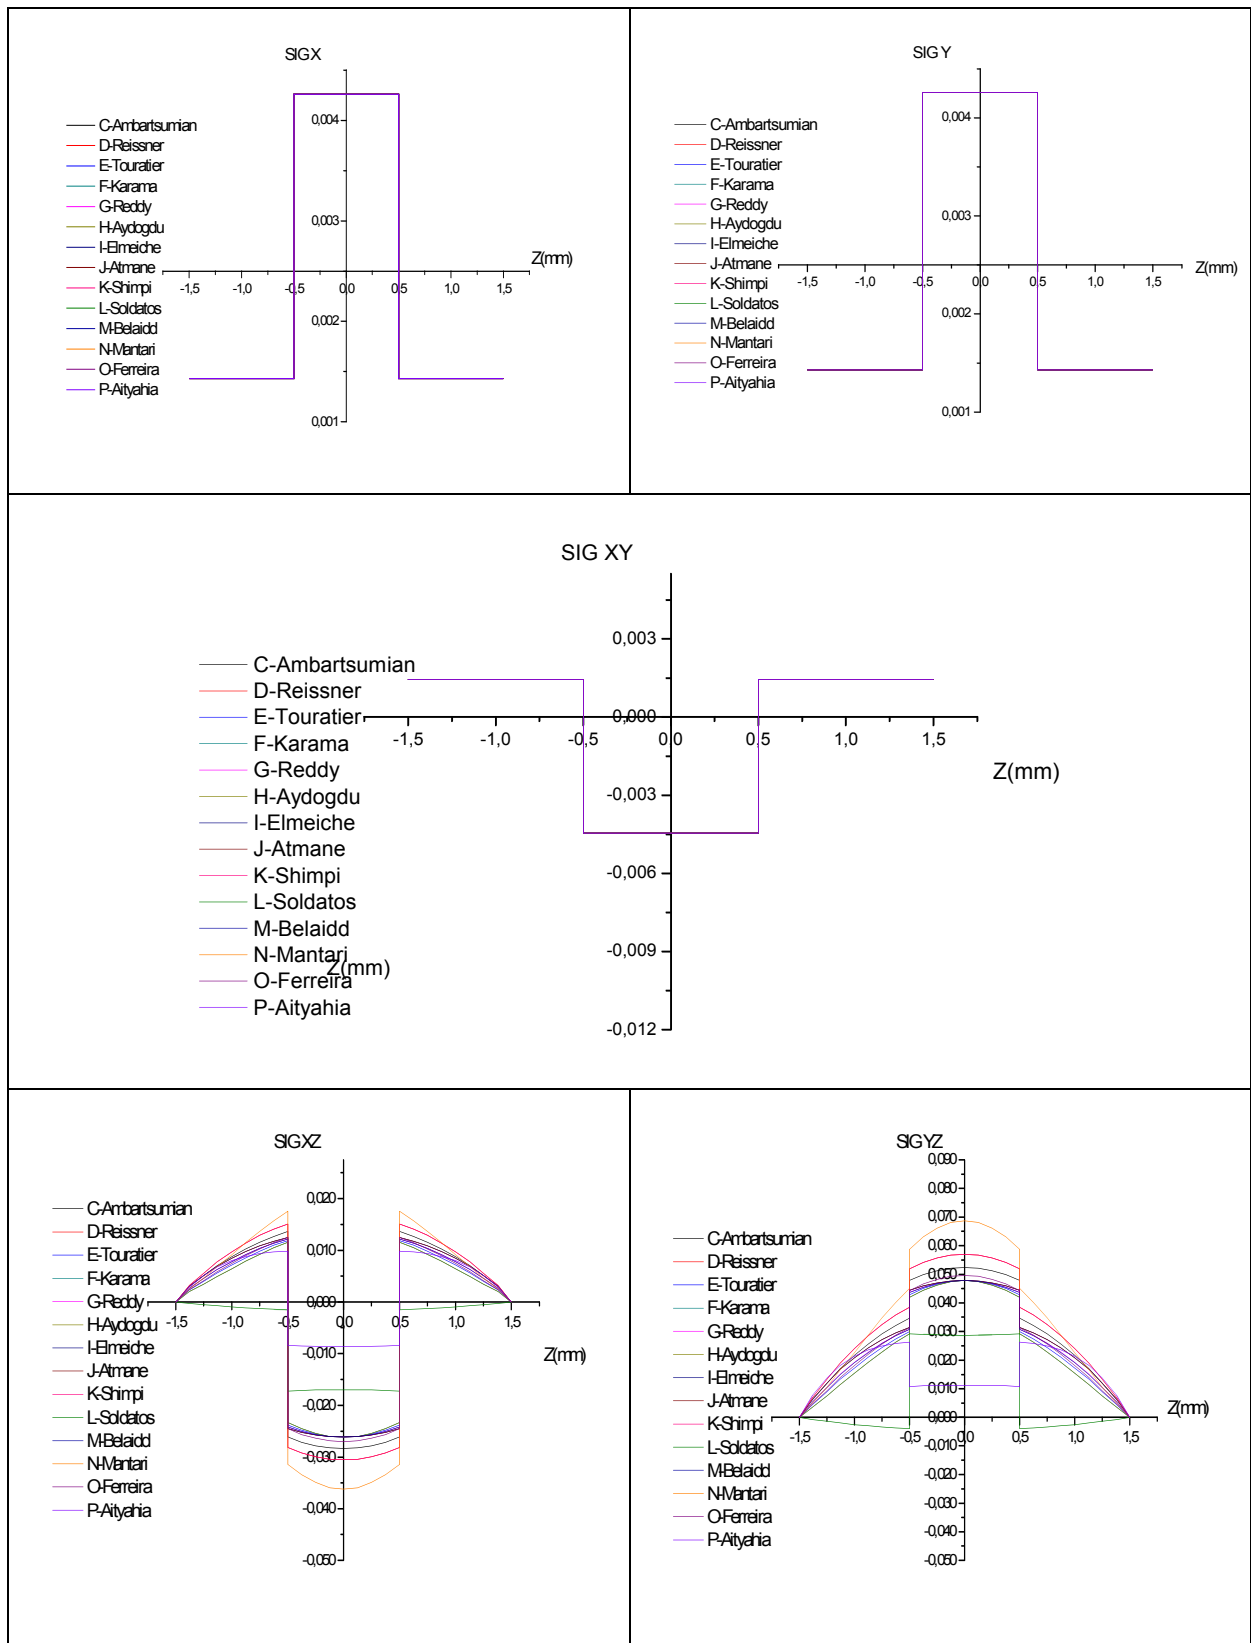 SIGX
0,004
0,003
Z(mm)
-1,5 -1,0 -0,5 0,0 0,5 1,0 1,5
0,002
0,001
C-Ambartsumian
D-Reissner
E-Touratier
F-Karama
G-Reddy
H-Aydogdu
I-Elmeiche
J-Atmane
K-Shimpi
L-Soldatos
M-Belaidd
N-Mantari
O-Ferreira
P-Aityahia
SIG Y
0,004
0,003
Z(mm)
-1,5 -1,0 -0,5 0,0 0,5 1,0 1,5
0,002
0,001
C-Ambartsumian
D-Reissner
E-Touratier
F-Karama
G-Reddy
H-Aydogdu
I-Elmeiche
J-Atmane
K-Shimpi
L-Soldatos
M-Belaidd
N-Mantari
O-Ferreira
P-Aityahia
SIG XY
0,003
0,000
-1,5 -1,0 -0,5 0,0 0,5 1,0 1,5
Z(mm)
-0,003
-0,006
-0,009
-0,012
C-Ambartsumian
D-Reissner
E-Touratier
F-Karama
G-Reddy
H-Aydogdu
I-Elmeiche
J-Atmane
K-Shimpi
L-Soldatos
M-Belaidd
N-Mantari
Z(mm)
O-Ferreira
P-Aityahia
SIGXZ
0,020
0,010
0,000
-1,5 -1,0 -0,5 0,0 0,5 1,0 1,5
Z(mm)
-0,010
-0,020
-0,030
-0,040
-0,050
C-Ambartsumian
D-Reissner
E-Touratier
F-Karama
G-Reddy
H-Aydogdu
I-Elmeiche
J-Atmane
K-Shimpi
L-Soldatos
M-Belaidd
N-Mantari
O-Ferreira
P-Aityahia
SIGYZ
0,090
0,080
0,070
0,060
0,050
0,040
0,030
0,020
0,010
0,000
Z(mm)
-1,5 -1,0 -0,5 0,0 0,5 1,0 1,5
-0,010
-0,020
-0,030
-0,040
-0,050
C-Ambartsumian
D-Reissner
E-Touratier
F-Karama
G-Reddy
H-Aydogdu
I-Elmeiche
J-Atmane
K-Shimpi
L-Soldatos
M-Belaidd
N-Mantari
O-Ferreira
P-Aityahia